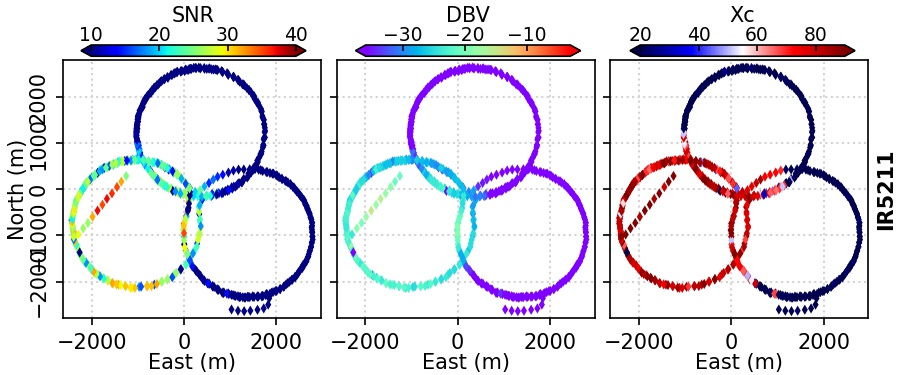 SNR DBV Xc
10 20 30 40 −30 −20 −10 20 40 60 80
North (m)
2000
1000
0
−1000
−2000
IR5211
−2000 0 2000 −2000 0 2000 −2000 0 2000
East (m) East (m) East (m)